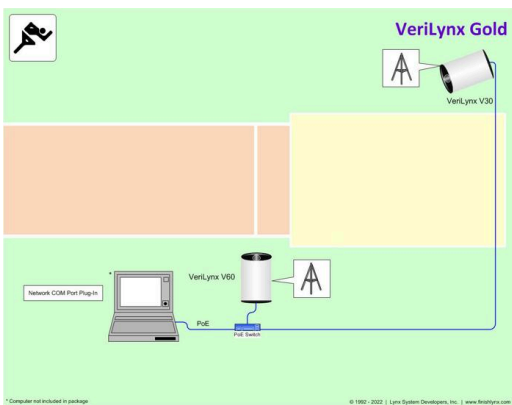 VeriLynx Gold
VeriLynx V30
VeriLynx V60
*
Network COM Port Plug-In
PoE
PoE Switch
* Computer not included in package
© 1992 - 2022 | Lynx System Developers, Inc. | www.finishlynx.com